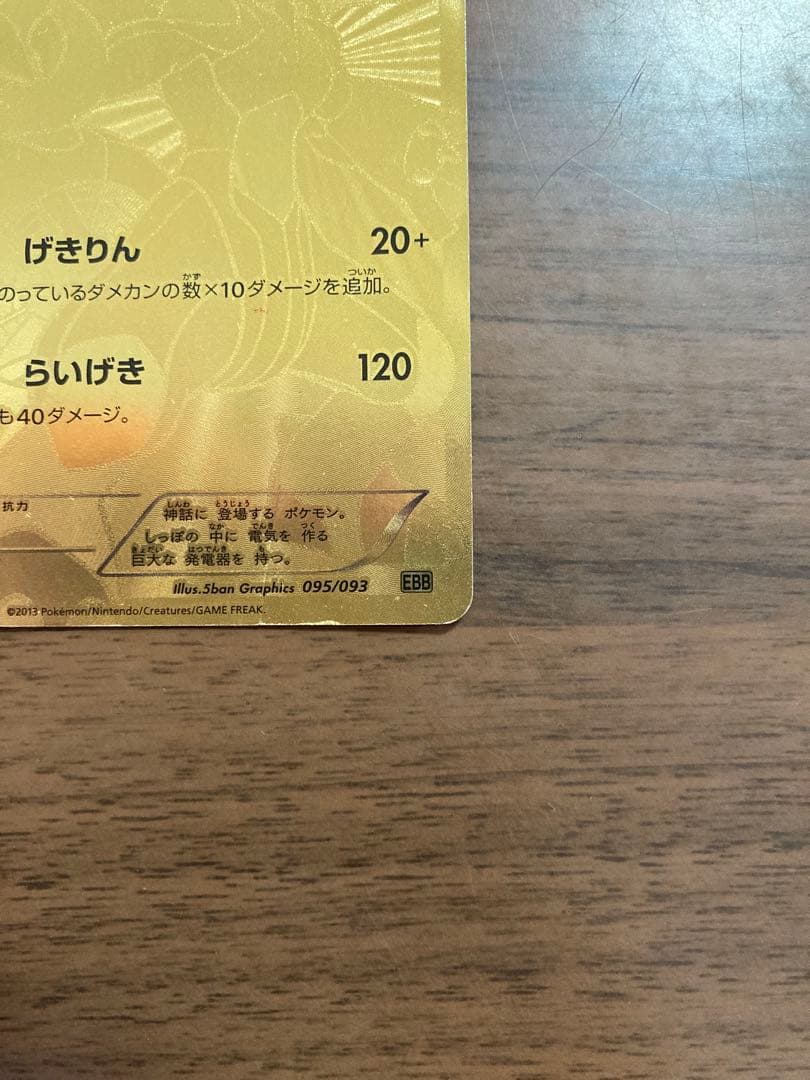 げきりん 20+
のっているダメカンの数×10ダメージを追加。
らいげき 120
も40ダメージ。
抗力
神話に 登場する ポケモン。
しっぽの 中に 電気を 作る
巨大な 発電器を 持つ。
Illus.5ban Graphics 095/093 EBB
©2013 Pokémon/Nintendo/Creatures/GAME FREAK.